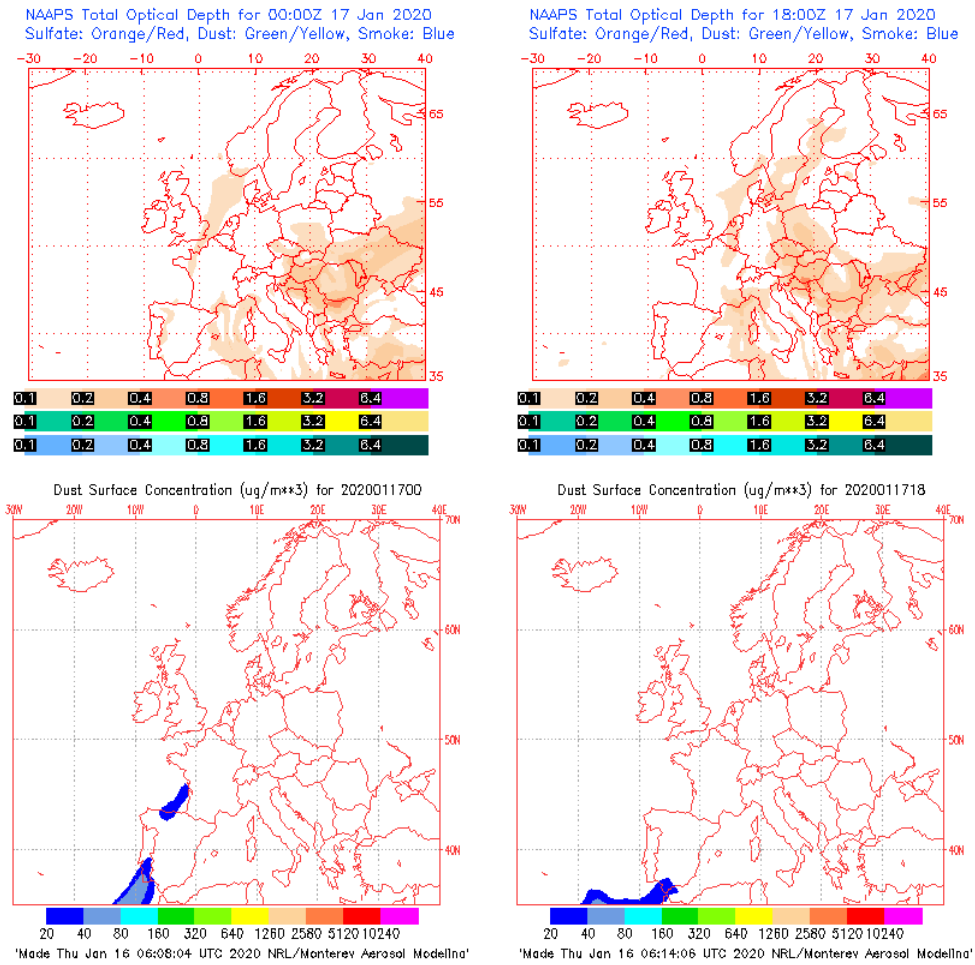 NAAPS Total Optical Depth for 00:00Z 17 Jan 2020
Sulfate: Orange/Red, Dust: Green/Yellow, Smoke: Blue
-30 -20 -10 0 10 20 30 40
65
55
45
35
0.1 0.2 0.4 0.8 1.6 3.2 6.4
0.1 0.2 0.4 0.8 1.6 3.2 6.4
0.1 0.2 0.4 0.8 1.6 3.2 6.4
NAAPS Total Optical Depth for 18:00Z 17 Jan 2020
Sulfate: Orange/Red, Dust: Green/Yellow, Smoke: Blue
-30 -20 -10 0 10 20 30 40
65
55
45
35
0.1 0.2 0.4 0.8 1.6 3.2 6.4
0.1 0.2 0.4 0.8 1.6 3.2 6.4
0.1 0.2 0.4 0.8 1.6 3.2 6.4
Dust Surface Concentration (ug/m**3) for 2020011700
30W 20W 10W 0 10E 20E 30E 40E
70N
60N
50N
40N
20 40 80 160 320 640 1260 2580 5120 10240
'Made Thu Jan 16 06:08:04 UTC 2020 NRL/Monterey Aerosol Modeling'
Dust Surface Concentration (ug/m**3) for 2020011718
30W 20W 10W 0 10E 20E 30E 40E
70N
60N
50N
40N
20 40 80 160 320 640 1260 2580 5120 10240
'Made Thu Jan 16 06:14:06 UTC 2020 NRL/Monterey Aerosol Modeling'